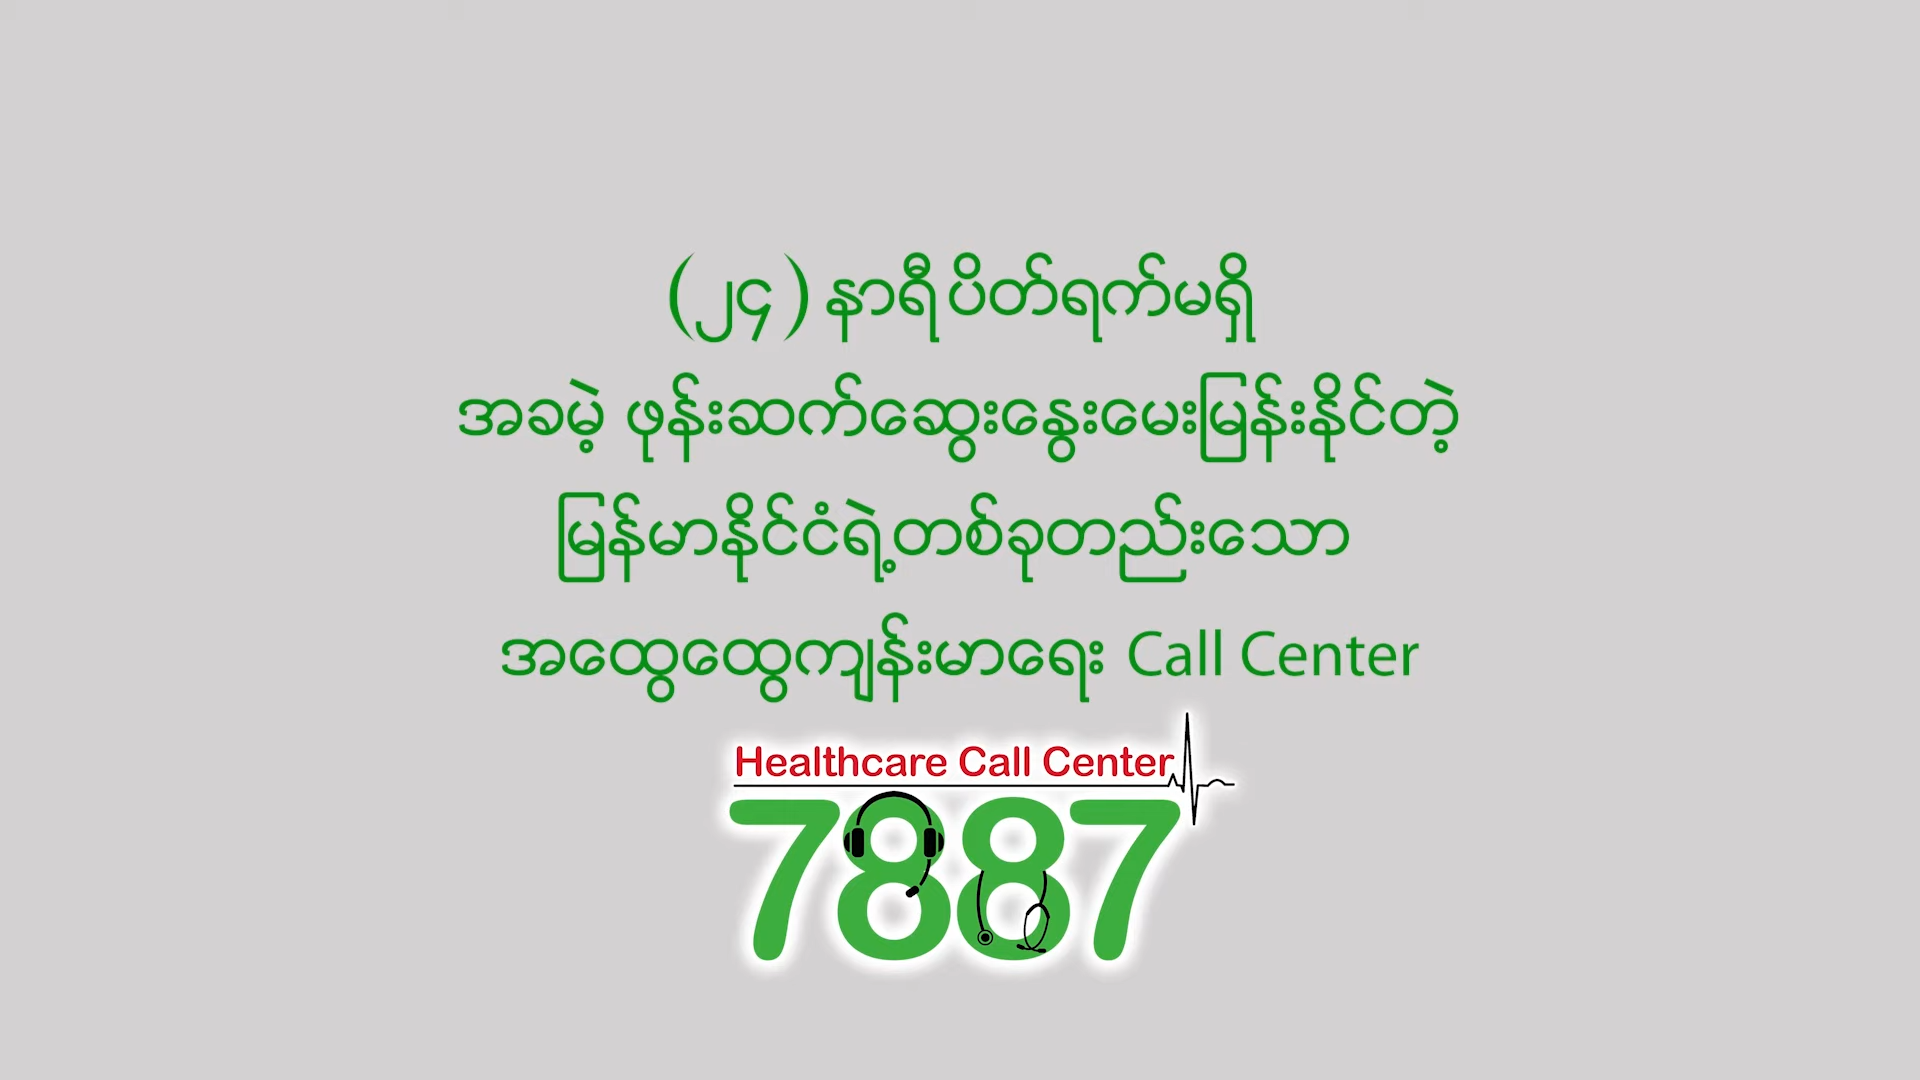 (၂၄) နာရီ ပိတ်ရက်မရှိ
အခမဲ့ ဖုန်းဆက်ဆွေးနွေးမေးမြန်းနိုင်တဲ့
မြန်မာနိုင်ငံရဲ့တစ်ခုတည်းသော
အထွေထွေကျန်းမာရေး Call Center
Healthcare Call Center
7887